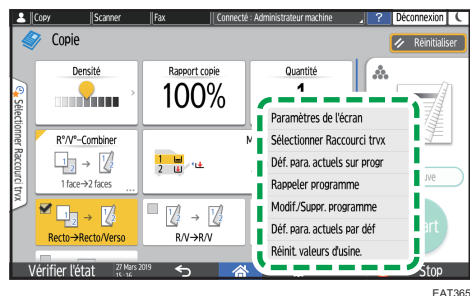 Copy
Scanner
Fax
Connecté : Administrateur machine
?
Déconnexion
Copie
Réinitialiser
Densité
Rapport copie
100%
Quantité
1
Sélectionner Raccourci trvx
R°/V°-Combiner
1 face→2 faces
...
1
2
Recto→Recto/Verso
R/V→R/V
Paramètres de l'écran
Sélectionner Raccourci trvx
Déf. para. actuels sur progr
Rappeler programme
Modif./Suppr. programme
Déf. para. actuels par déf
Réinit. valeurs d'usine.
Vérifier l'état
27 Mars 2019
Stop
EAT365